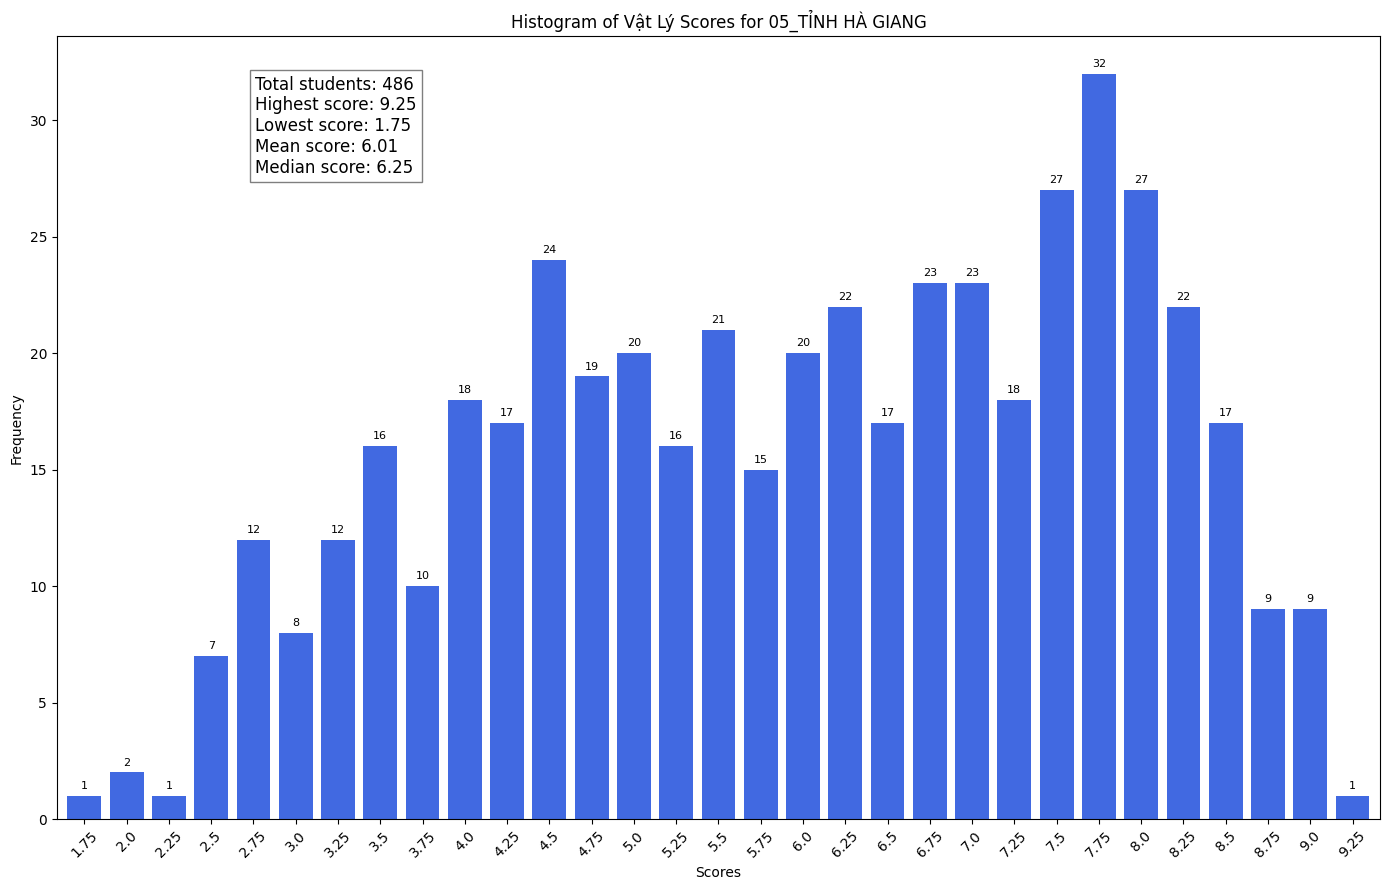 Histogram of Vật Lý Scores for 05_TỈNH HÀ GIANG
Total students: 486
Highest score: 9.25
Lowest score: 1.75
Mean score: 6.01
Median score: 6.25
Frequency
30
25
20
15
10
5
0
1 2 1 7 12 8 12 16 10 18 17 24 19 20 16 21 15 20 22 17 23 23 18 27 32 27 22 17 9 9 1
1.75 2.0 2.25 2.5 2.75 3.0 3.25 3.5 3.75 4.0 4.25 4.5 4.75 5.0 5.25 5.5 5.75 6.0 6.25 6.5 6.75 7.0 7.25 7.5 7.75 8.0 8.25 8.5 8.75 9.0 9.25
Scores